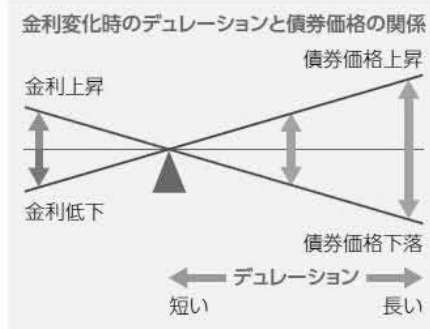 金利変化時のデュレーションと債券価格の関係
債券価格上昇
金利上昇
金利低下
債券価格下落
デュレーション
短い
長い